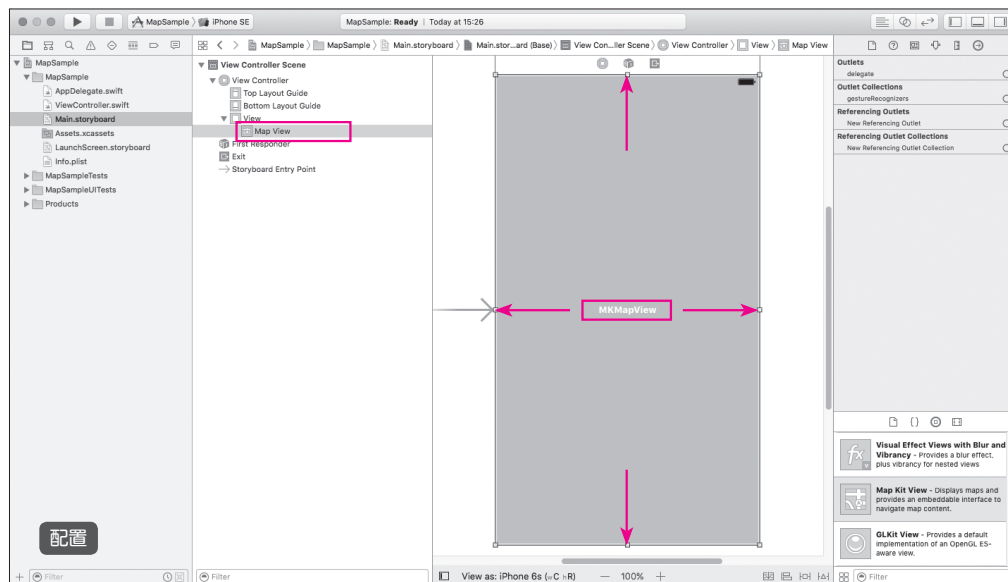 MapSample
iPhone SE
MapSample: Ready | Today at 15:26
MapSample
MapSample
Main.storyboard
Main.stor...ard (Base)
View Con...ller Scene
View Controller
View
Map View
MapSample
MapSample
AppDelegate.swift
ViewController.swift
Main.storyboard
Assets.xcassets
LaunchScreen.storyboard
Info.plist
MapSampleTests
MapSampleUITests
Products
配置
Filter
View Controller Scene
View Controller
Top Layout Guide
Bottom Layout Guide
View
Map View
First Responder
Exit
Storyboard Entry Point
Filter
MKMapView
View as: iPhone 6s (wC hR)
— 100% +
Outlets
delegate
Outlet Collections
gestureRecognizers
Referencing Outlets
New Referencing Outlet
Referencing Outlet Collections
New Referencing Outlet Collection
{}
Visual Effect Views with Blur and
Vibrancy - Provides a blur effect,
plus vibrancy for nested views
Map Kit View - Displays maps and
provides an embeddable interface to
navigate map content.
GLKit View - Provides a default
implementation of an OpenGL ES-
aware view.
Filter